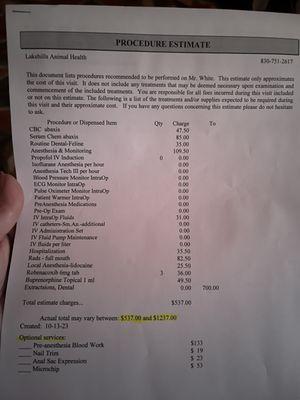 PROCEDURE ESTIMATE
Lakehills Animal Health 830-751-2617
This document lists procedures recommended to be performed on Mr. White. This estimate only approximates
the cost of this visit. It does not include any treatments that may be deemed necessary upon examination and
commencement of the included treatments. You are responsible for all fees incurred during this visit included
or not on this estimate. The following is a list of the treatments and/or supplies expected to be required during
this visit and their approximate cost. If you have any questions concerning this estimate please do not hesitate
to ask.
Procedure or Dispensed Item Qty Charge To
CBC abaxis 47.50
Serum Chem abaxis 85.00
Routine Dental-Feline 35.00
Anesthesia & Monitoring 109.50
Propofol IV Induction 0 0.00
Isoflurane Anesthesia per hour 0.00
Anesthesia Tech III per hour 0.00
Blood Pressure Monitor IntraOp 0.00
ECG Monitor IntraOp 0.00
Pulse Oximeter Monitor IntraOp 0.00
Patient Warmer IntraOp 0.00
PreAnesthesia Medications 0.00
Pre-Op Exam 0.00
IV IntraOp Fluids 31.00
IV catheters-Sm.An.-additional 0.00
IV Administration Set 0.00
IV Fluid Pump Maintenance 0.00
IV fluids per liter 0.00
Hospitalization 35.50
Rads - full mouth 82.50
Local Anesthesia-lidocaine 25.50
Robenacoxib 6mg tab 3 36.00
Buprenorphine Topical 1 ml 49.50
Extractions, Dental 0.00 700.00
Total estimate charges... $537.00
Actual total may vary between: $537.00 and $1237.00
Created: 10-13-23
Optional services:
____ Pre-anesthesia Blood Work $133
____ Nail Trim $ 19
____ Anal Sac Expression $ 23
____ Microchip $ 53